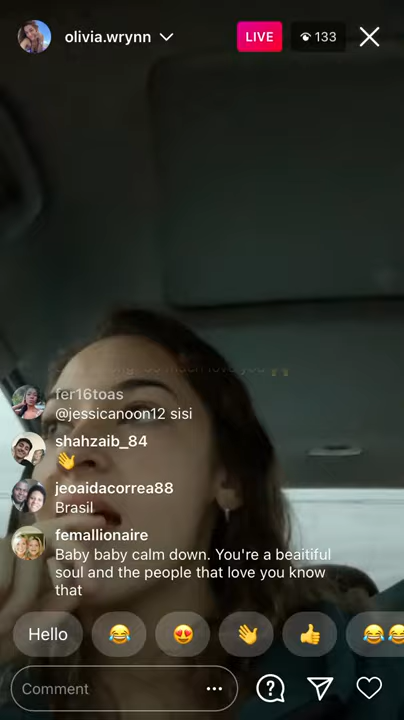 olivia.wrynn
LIVE
133
fer16toas
@jessicanoon12 sisi
shahzaib_84
👋
jeoaidacorrea88
Brasil
femallionaire
Baby baby calm down. You're a beaitiful
soul and the people that love you know
that
Hello 😂 😍 👋 👍 😂😂
Comment